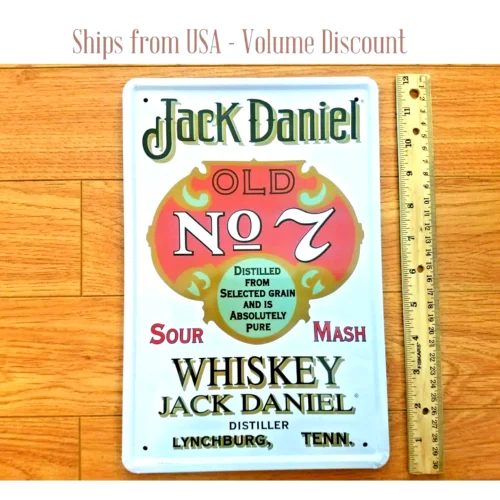 Ships from USA - Volume Discount
Jack Daniel
OLD
No 7
DISTILLED
FROM
SELECTED GRAIN
AND IS
ABSOLUTELY
PURE
SOUR MASH
WHISKEY
JACK DANIEL
DISTILLER
LYNCHBURG, TENN.